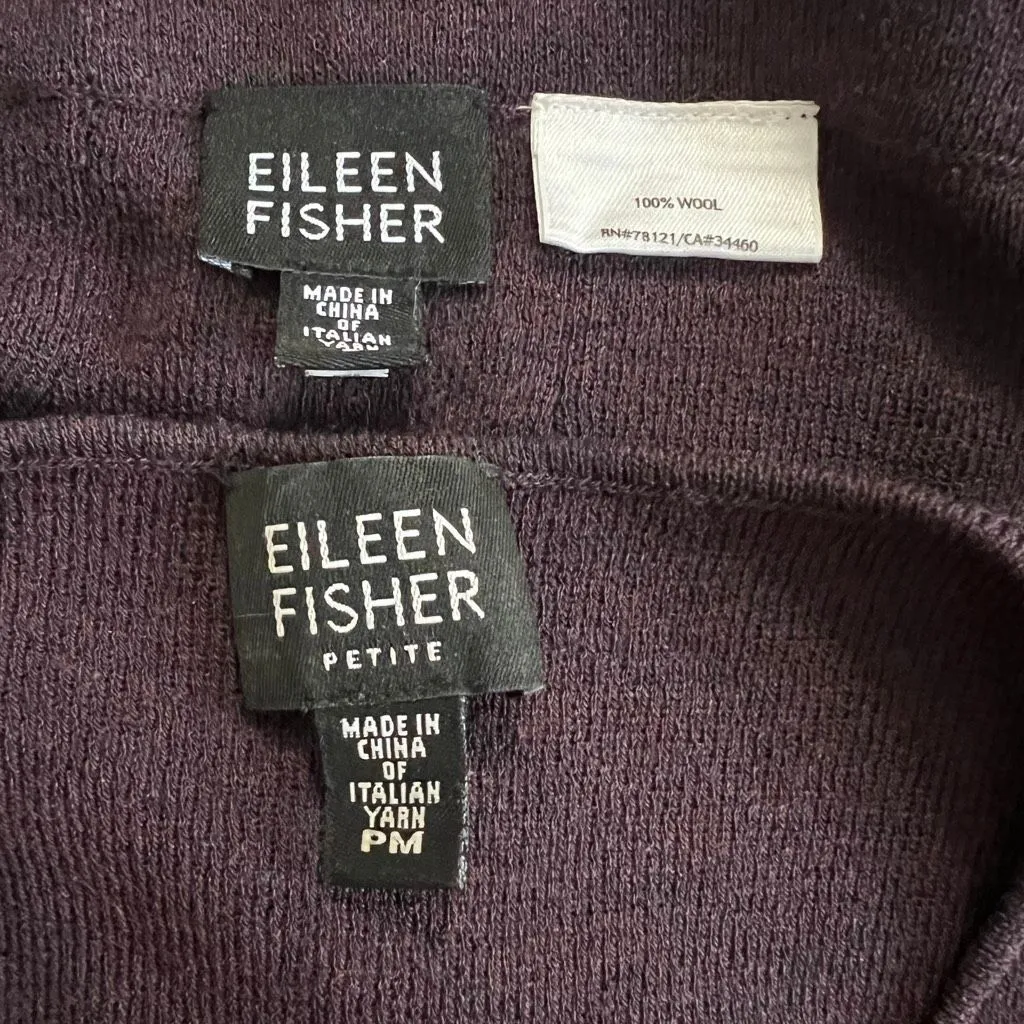 EILEEN
FISHER
MADE IN
CHINA
OF
ITALIAN
YARN
100% WOOL
RN#78121/CA#34460
EILEEN
FISHER
PETITE
MADE IN
CHINA
OF
ITALIAN
YARN
PM